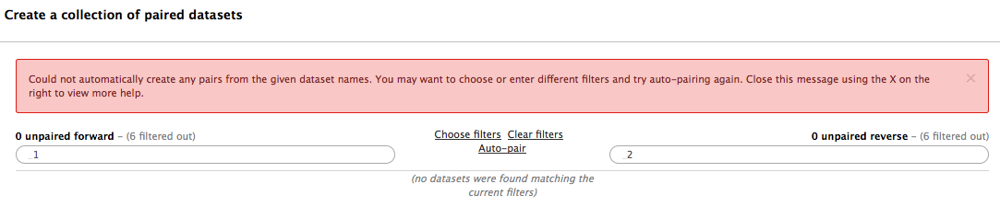 Create a collection of paired datasets
Could not automatically create any pairs from the given dataset names. You may want to choose or enter different filters and try auto-pairing again. Close this message using the X on the
right to view more help.
0 unpaired forward – (6 filtered out)
Choose filters Clear filters
0 unpaired reverse – (6 filtered out)
Auto-pair
_1
_2
(no datasets were found matching the
current filters)